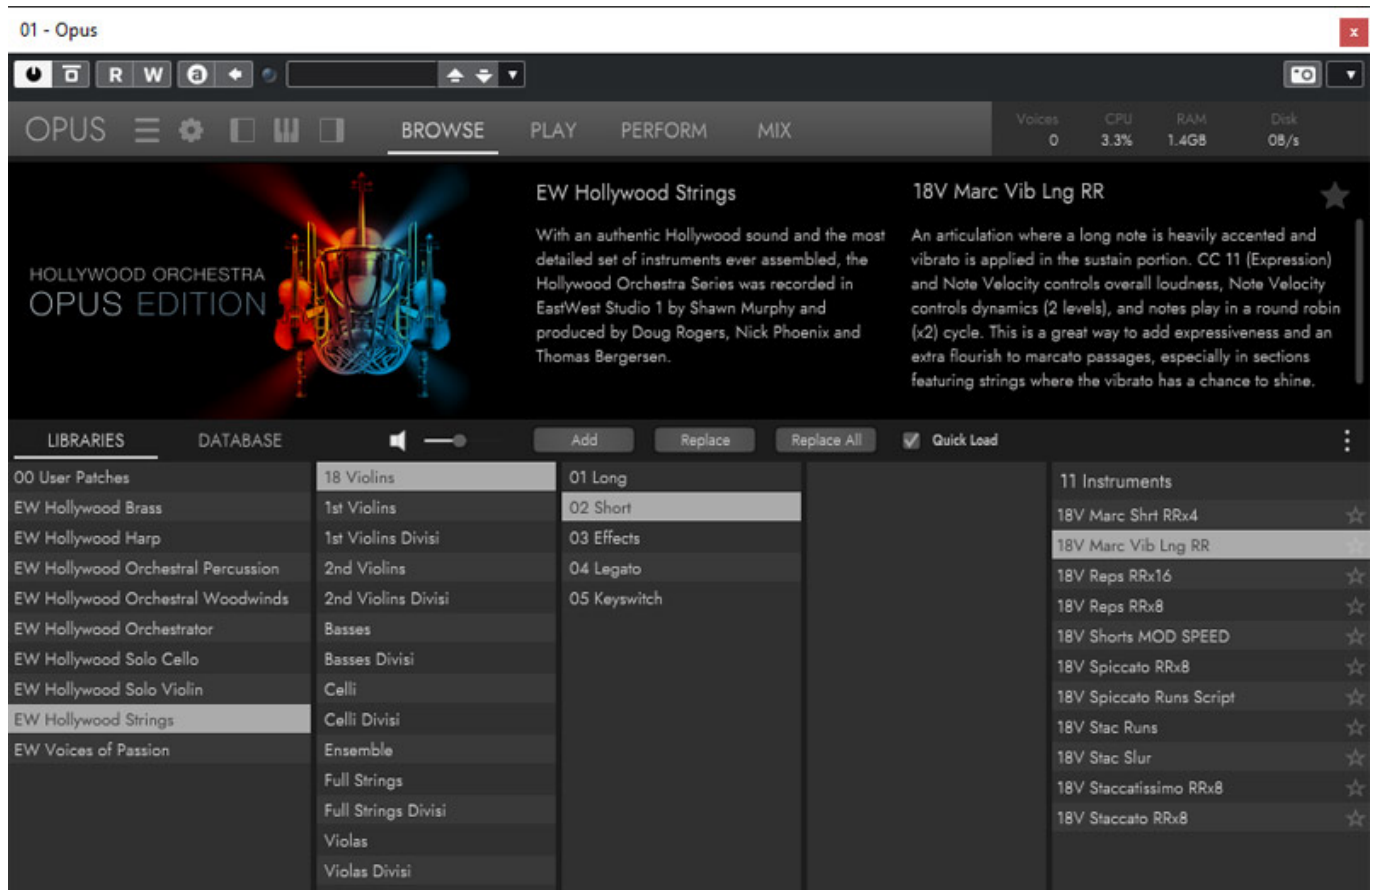 01 - Opus
x
R W a
OPUS BROWSE PLAY PERFORM MIX
Voices CPU RAM Disk
0 3.3% 1.4GB 0B/s
HOLLYWOOD ORCHESTRA
OPUS EDITION
EW Hollywood Strings
With an authentic Hollywood sound and the most
detailed set of instruments ever assembled, the
Hollywood Orchestra Series was recorded in
EastWest Studio 1 by Shawn Murphy and
produced by Doug Rogers, Nick Phoenix and
Thomas Bergersen.
18V Marc Vib Lng RR
An articulation where a long note is heavily accented and
vibrato is applied in the sustain portion. CC 11 (Expression)
and Note Velocity controls overall loudness, Note Velocity
controls dynamics (2 levels), and notes play in a round robin
(x2) cycle. This is a great way to add expressiveness and an
extra flourish to marcato passages, especially in sections
featuring strings where the vibrato has a chance to shine.
LIBRARIES DATABASE Add Replace Replace All Quick Load
00 User Patches
EW Hollywood Brass
EW Hollywood Harp
EW Hollywood Orchestral Percussion
EW Hollywood Orchestral Woodwinds
EW Hollywood Orchestrator
EW Hollywood Solo Cello
EW Hollywood Solo Violin
EW Hollywood Strings
EW Voices of Passion
18 Violins
1st Violins
1st Violins Divisi
2nd Violins
2nd Violins Divisi
Basses
Basses Divisi
Celli
Celli Divisi
Ensemble
Full Strings
Full Strings Divisi
Violas
Violas Divisi
01 Long
02 Short
03 Effects
04 Legato
05 Keyswitch
11 Instruments
18V Marc Shrt RRx4
18V Marc Vib Lng RR
18V Reps RRx16
18V Reps RRx8
18V Shorts MOD SPEED
18V Spiccato RRx8
18V Spiccato Runs Script
18V Stac Runs
18V Stac Slur
18V Staccatissimo RRx8
18V Staccato RRx8